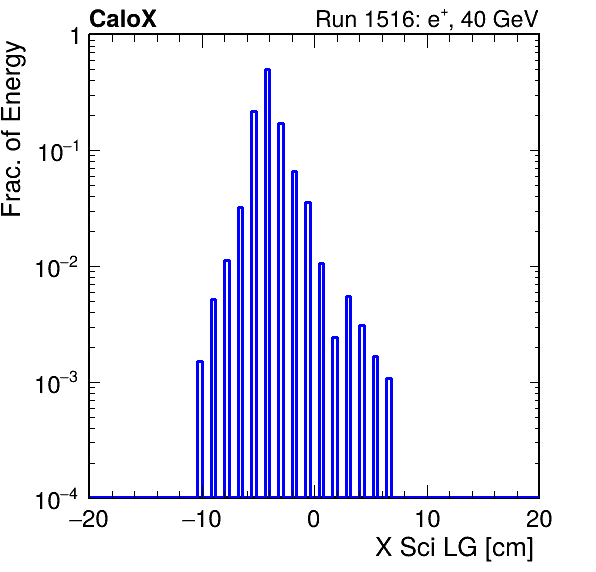 CaloX Run 1516: e⁺, 40 GeV
Frac. of Energy
1
10⁻¹
10⁻²
10⁻³
10⁻⁴
−20 −10 0 10 20
X Sci LG [cm]